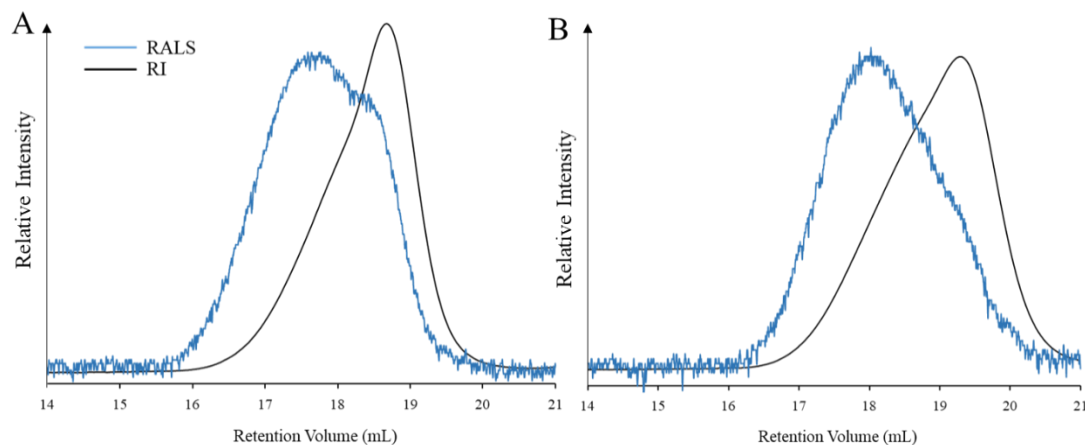 A
RALS
RI
Relative Intensity
14 15 16 17 18 19 20 21
Retention Volume (mL)
B
Relative Intensity
14 15 16 17 18 19 20 21
Retention Volume (mL)